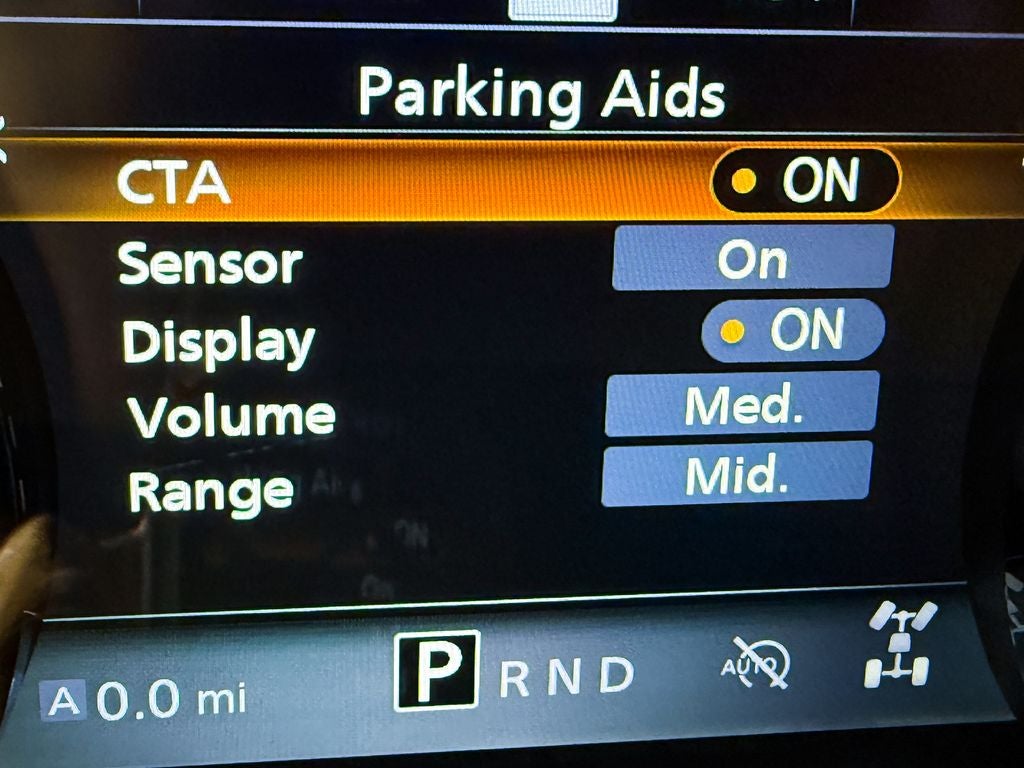 Parking Aids
CTA ON
Sensor On
Display ON
Volume Med.
Range Mid.
A 0.0 mi P R N D AUTO